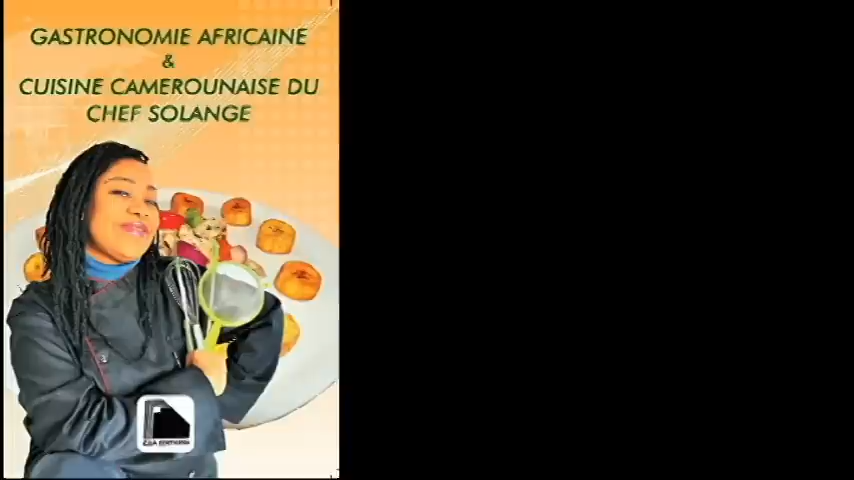 GASTRONOMIE AFRICAINE
&
CUISINE CAMEROUNAISE DU
CHEF SOLANGE